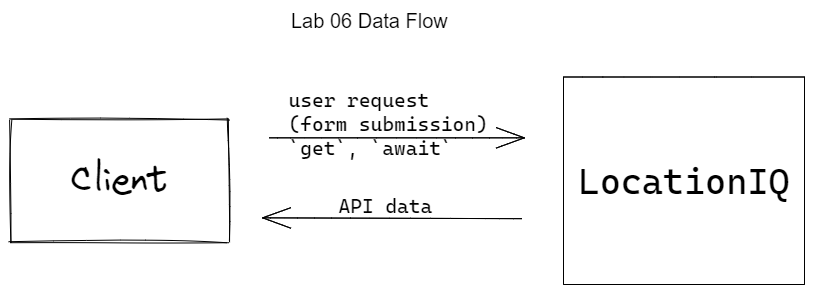 Lab 06 Data Flow
user request
(form submission)
`get`, `await`
Client
LocationIQ
API data